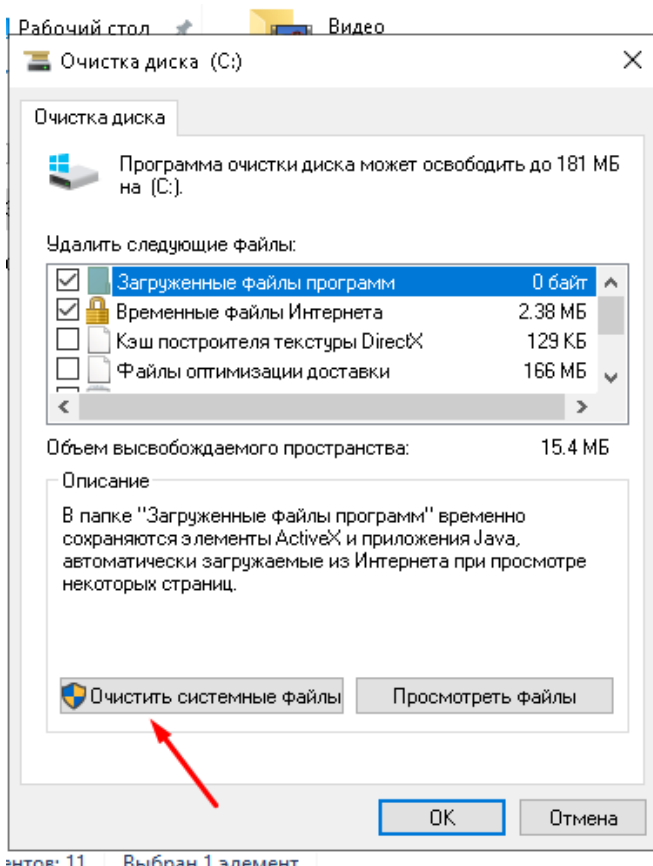 Рабочий стол
Видео
Очистка диска (C:)
Очистка диска
Программа очистки диска может освободить до 181 МБ
на (C:).
Удалить следующие файлы:
Загруженные файлы программ 0 байт
Временные файлы Интернета 2.38 МБ
Кэш построителя текстуры DirectX 129 КБ
Файлы оптимизации доставки 166 МБ
Объем высвобождаемого пространства: 15.4 МБ
Описание
В папке "Загруженные файлы программ" временно
сохраняются элементы ActiveX и приложения Java,
автоматически загружаемые из Интернета при просмотре
некоторых страниц.
Очистить системные файлы
Просмотреть файлы
OK
Отмена
11
Выбран 1 элемент